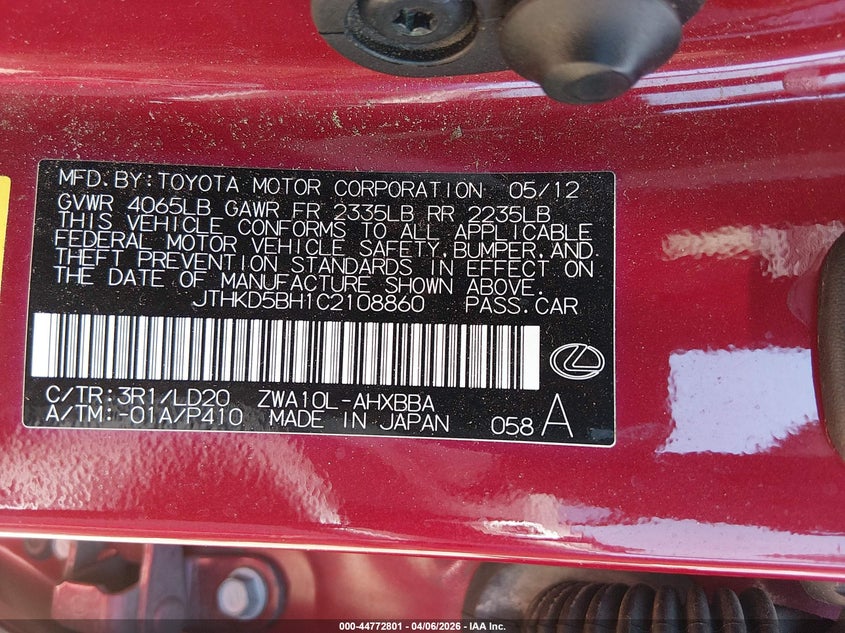 MFD.BY:TOYOTA MOTOR CORPORATION 05/12
GVWR 4065LB GAWR FR 2335LB RR 2235LB
THIS VEHICLE CONFORMS TO ALL APPLICABLE
FEDERAL MOTOR VEHICLE SAFETY,BUMPER,AND
THEFT PREVENTION STANDARDS IN EFFECT ON
THE DATE OF MANUFACTURE SHOWN ABOVE.
JTHKD5BH1C2108860 PASS.CAR
C/TR:3R1/LD20 ZWA10L-AHXBBA
A/TM:-01A/P410 MADE IN JAPAN 058 A
000-44772801 - 04/06/2026 - IAA Inc.